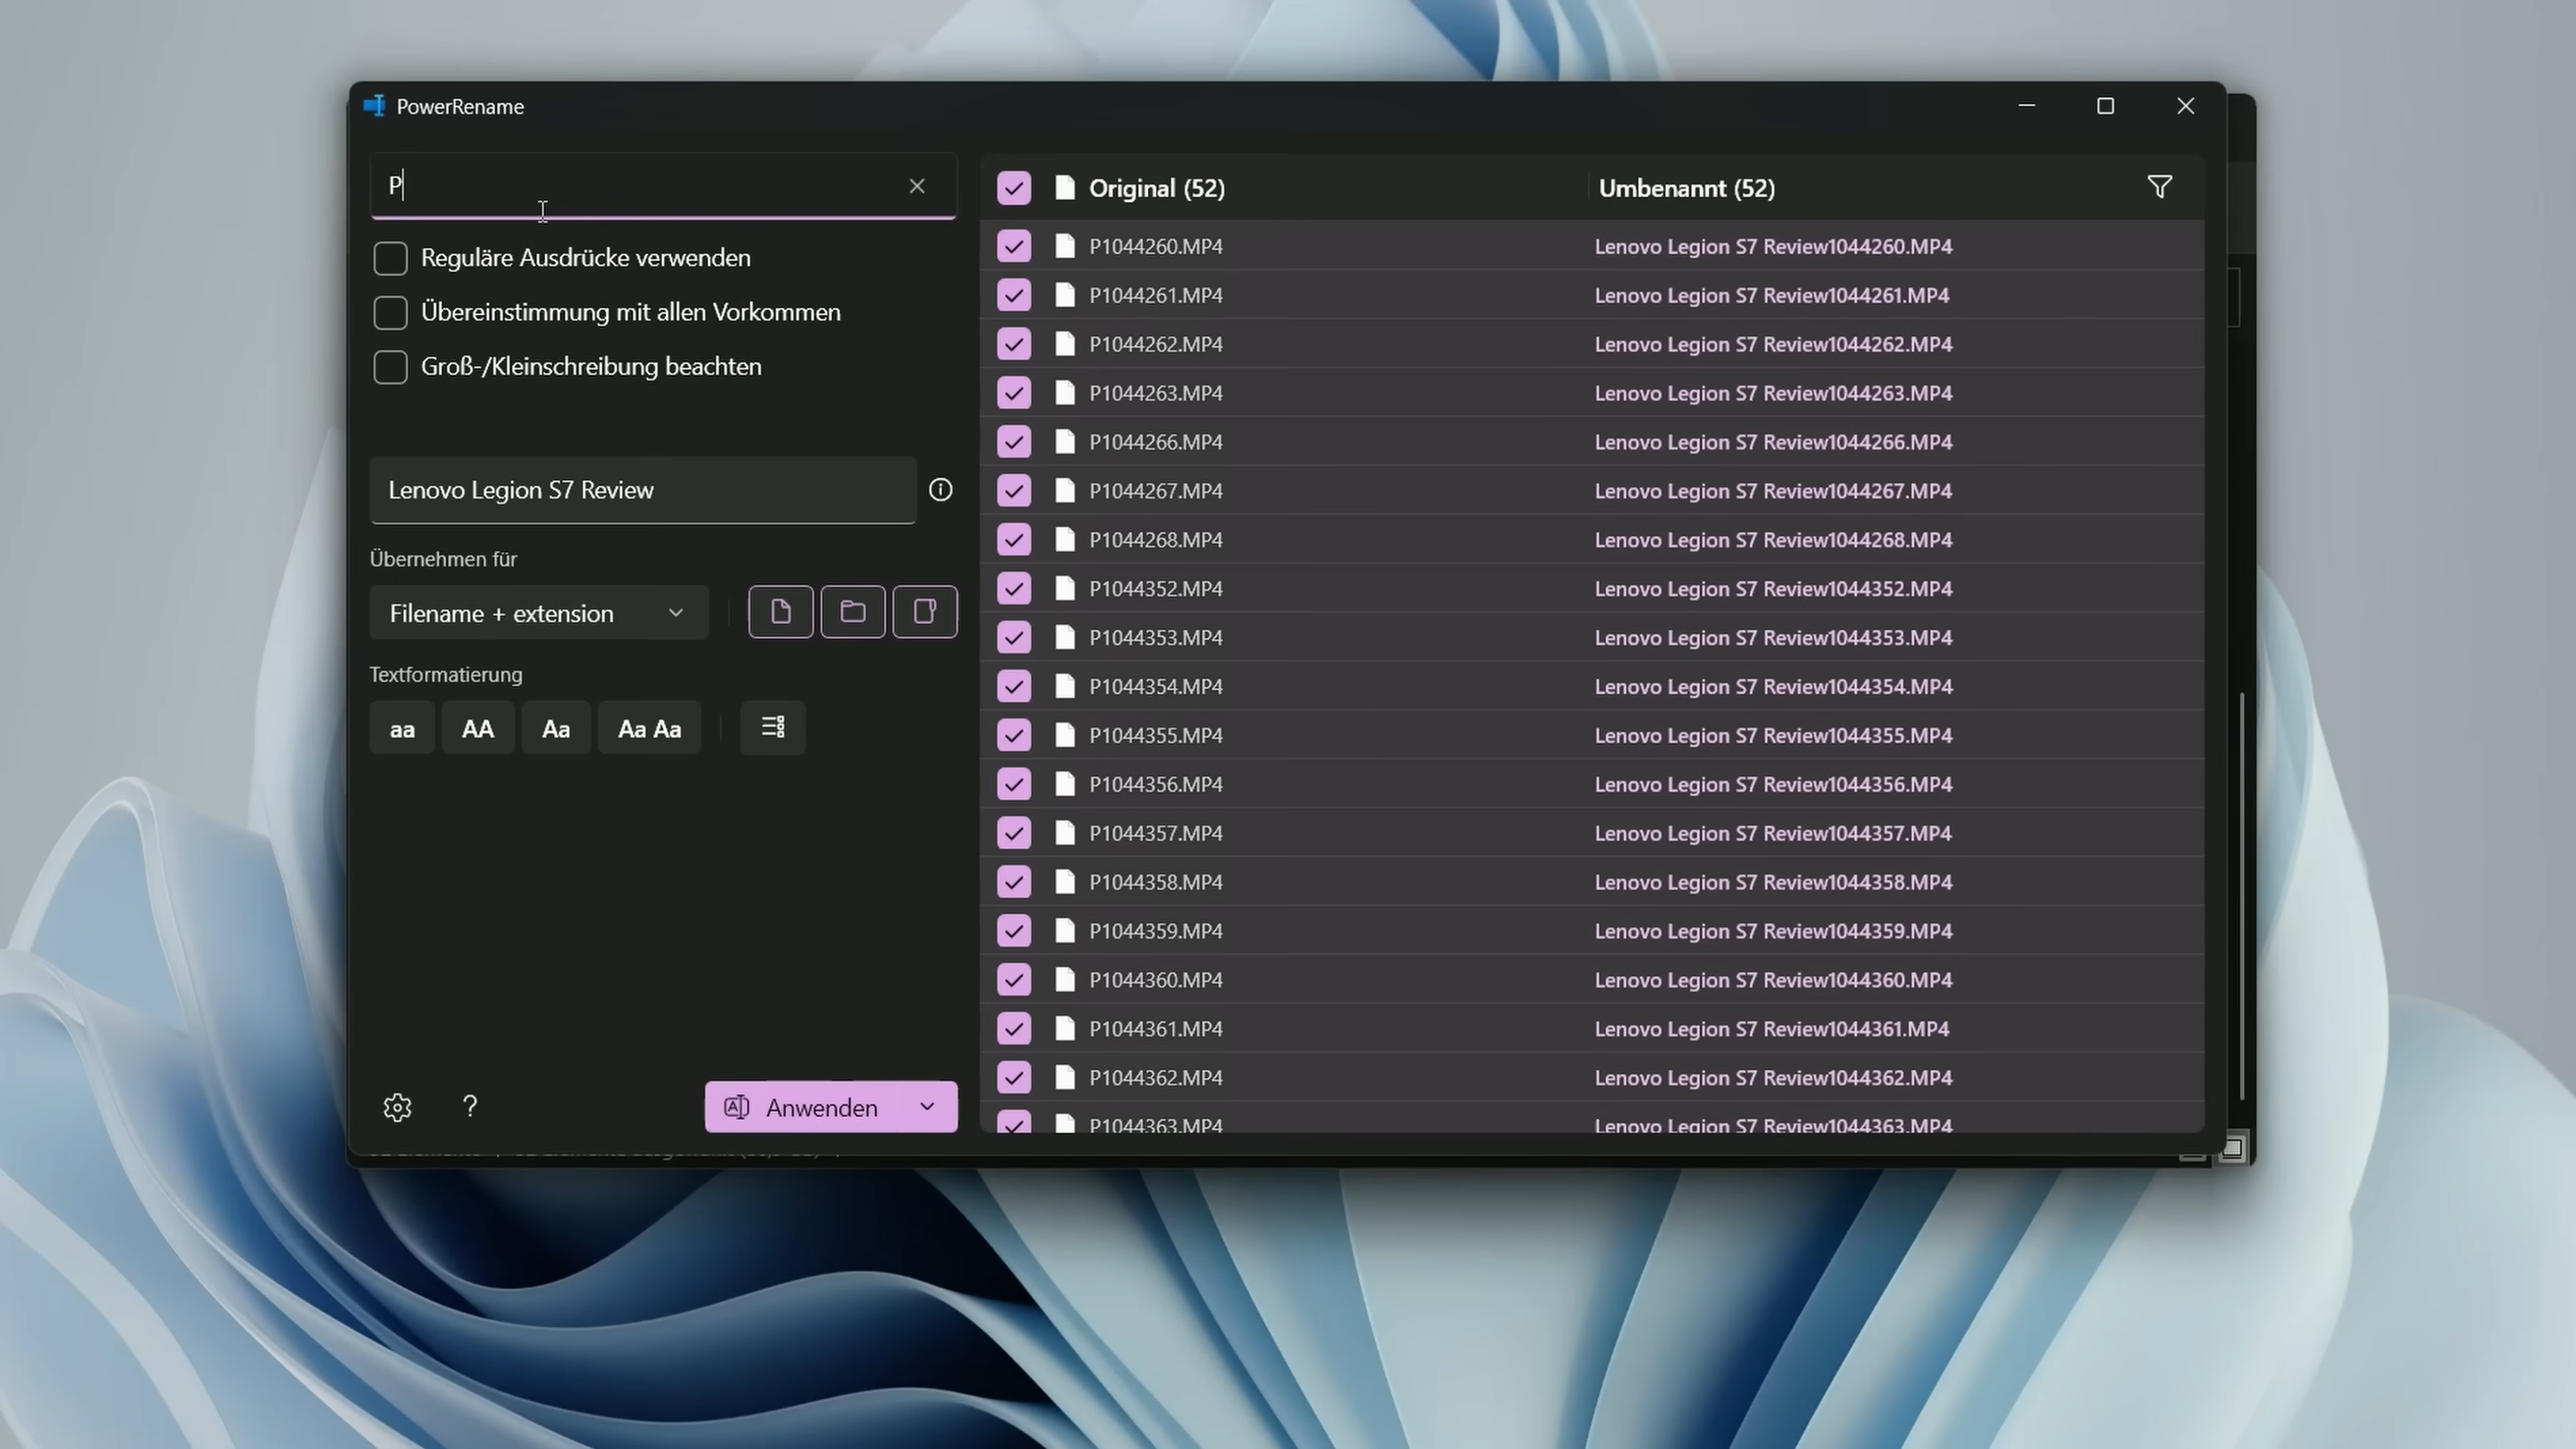 PowerRename
P
Reguläre Ausdrücke verwenden
Übereinstimmung mit allen Vorkommen
Groß-/Kleinschreibung beachten
Lenovo Legion S7 Review
Übernehmen für
Filename + extension
Textformatierung
aa AA Aa Aa Aa
? Anwenden
Original (52) Umbenannt (52)
P1044260.MP4 Lenovo Legion S7 Review1044260.MP4
P1044261.MP4 Lenovo Legion S7 Review1044261.MP4
P1044262.MP4 Lenovo Legion S7 Review1044262.MP4
P1044263.MP4 Lenovo Legion S7 Review1044263.MP4
P1044266.MP4 Lenovo Legion S7 Review1044266.MP4
P1044267.MP4 Lenovo Legion S7 Review1044267.MP4
P1044268.MP4 Lenovo Legion S7 Review1044268.MP4
P1044352.MP4 Lenovo Legion S7 Review1044352.MP4
P1044353.MP4 Lenovo Legion S7 Review1044353.MP4
P1044354.MP4 Lenovo Legion S7 Review1044354.MP4
P1044355.MP4 Lenovo Legion S7 Review1044355.MP4
P1044356.MP4 Lenovo Legion S7 Review1044356.MP4
P1044357.MP4 Lenovo Legion S7 Review1044357.MP4
P1044358.MP4 Lenovo Legion S7 Review1044358.MP4
P1044359.MP4 Lenovo Legion S7 Review1044359.MP4
P1044360.MP4 Lenovo Legion S7 Review1044360.MP4
P1044361.MP4 Lenovo Legion S7 Review1044361.MP4
P1044362.MP4 Lenovo Legion S7 Review1044362.MP4
P1044363.MP4 Lenovo Legion S7 Review1044363.MP4